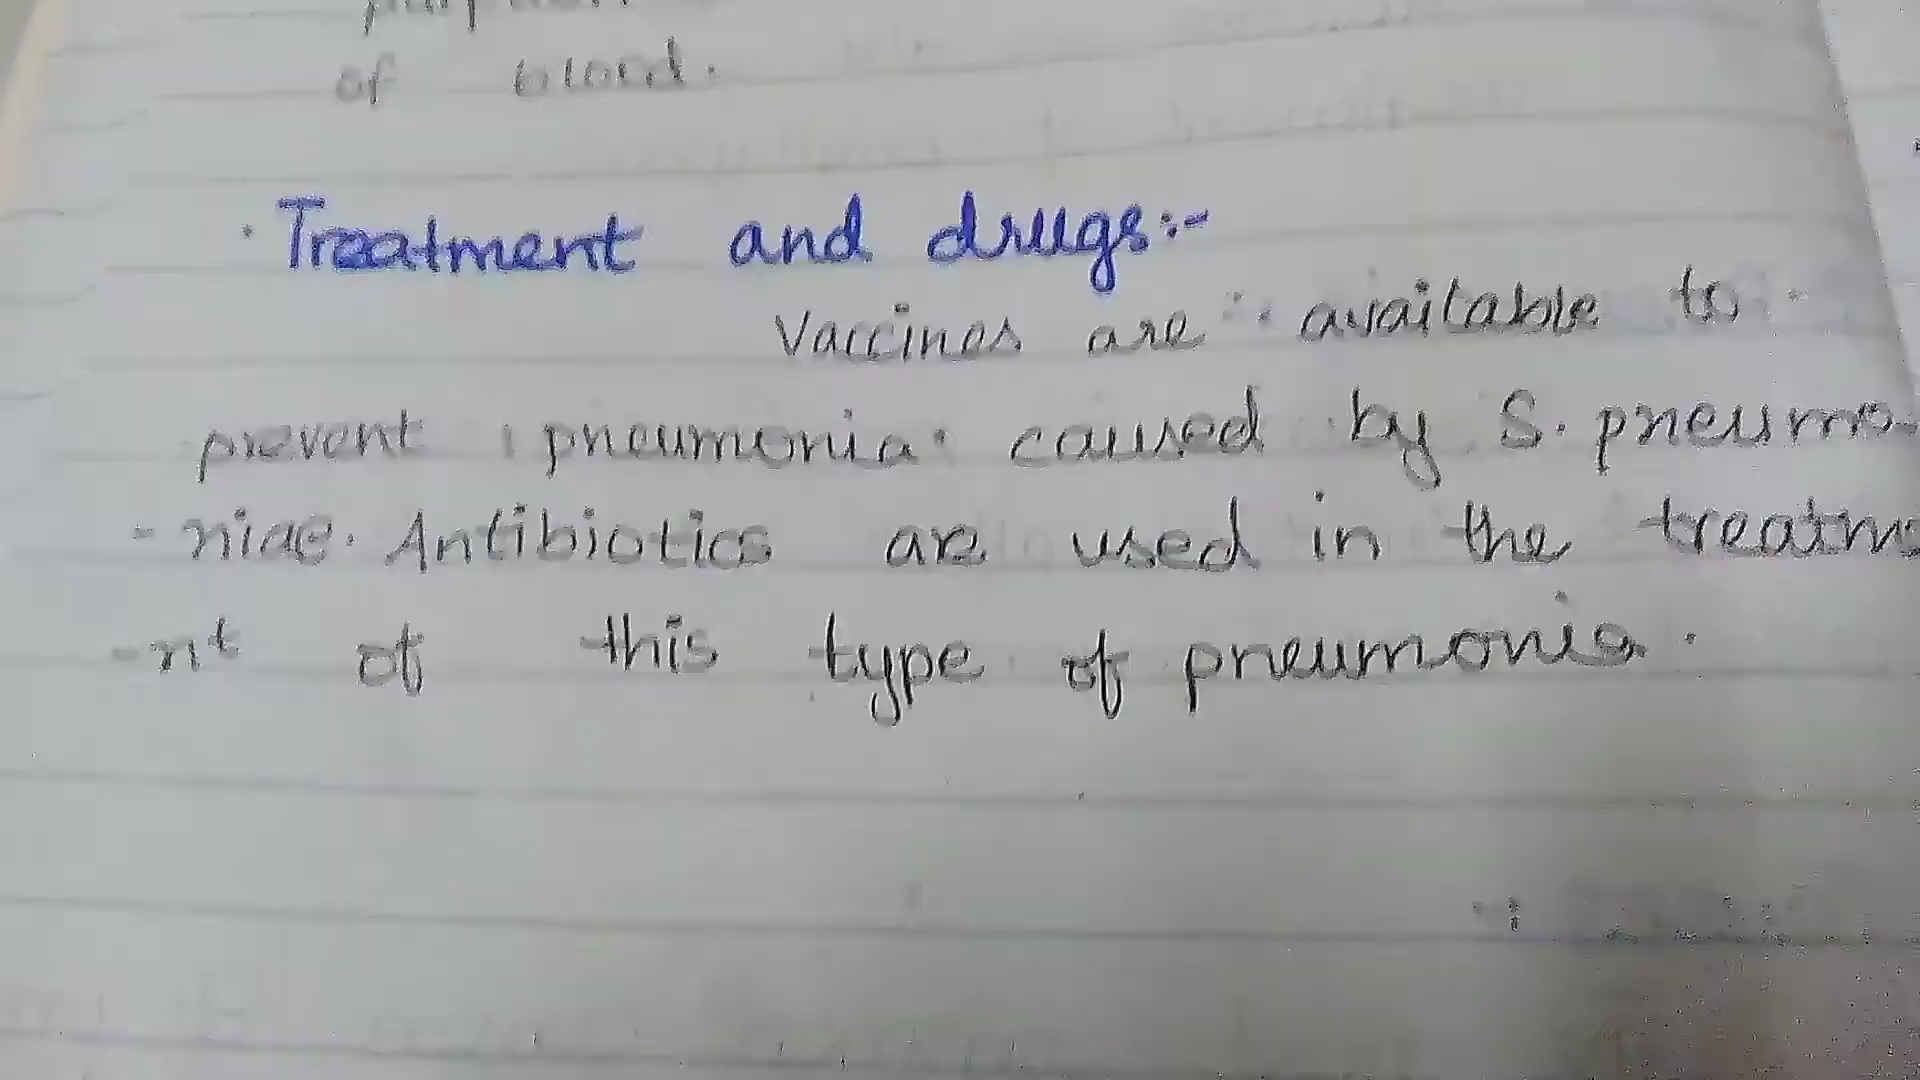 of blood.
Treatment and drugs:-
Vaccines are available to
prevent pneumonia caused by S. pneumo-
-niae. Antibiotics are used in the treatme
-nt of this type of pneumonia.